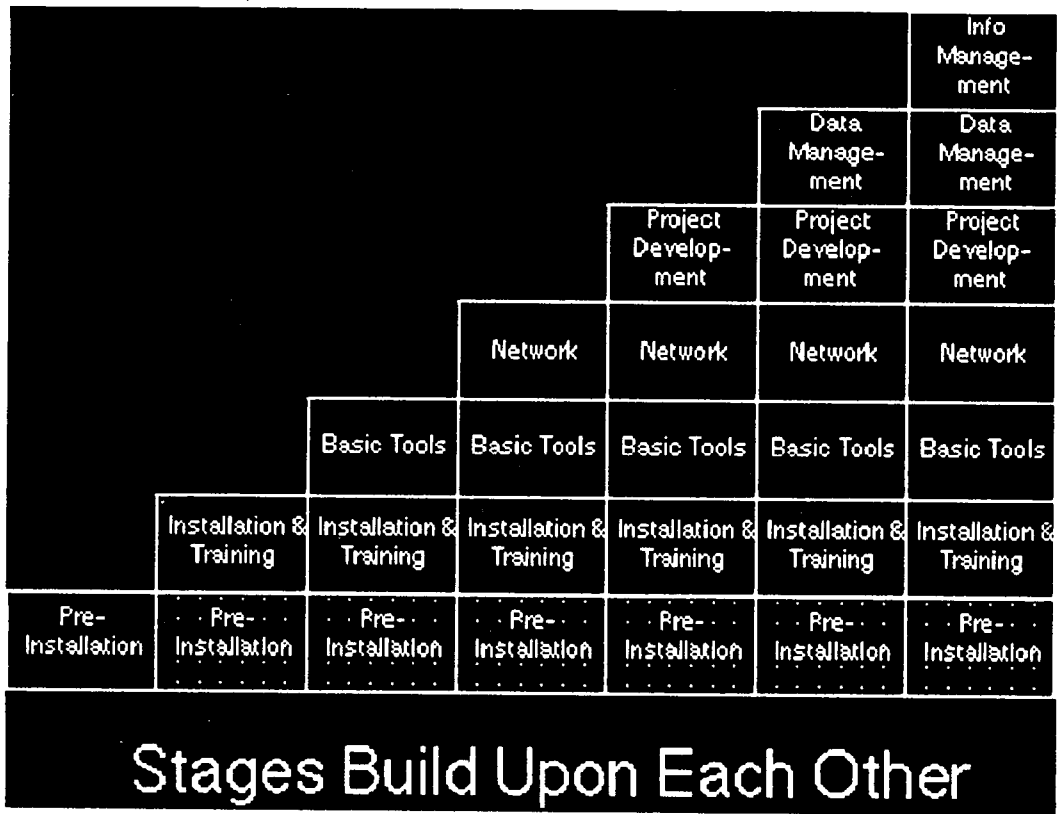 Info
Manage-
ment
Data
Manage-
ment
Data
Manage-
ment
Project
Develop-
ment
Project
Develop-
ment
Project
Develop-
ment
Network
Network
Network
Network
Basic Tools
Basic Tools
Basic Tools
Basic Tools
Basic Tools
Installation &
Training
Installation &
Training
Installation &
Training
Installation &
Training
Installation &
Training
Installation &
Training
Pre-
Installation
Pre-
Installation
Pre-
Installation
Pre-
Installation
Pre-
Installation
Pre-
Installation
Pre-
Installation
Stages Build Upon Each Other